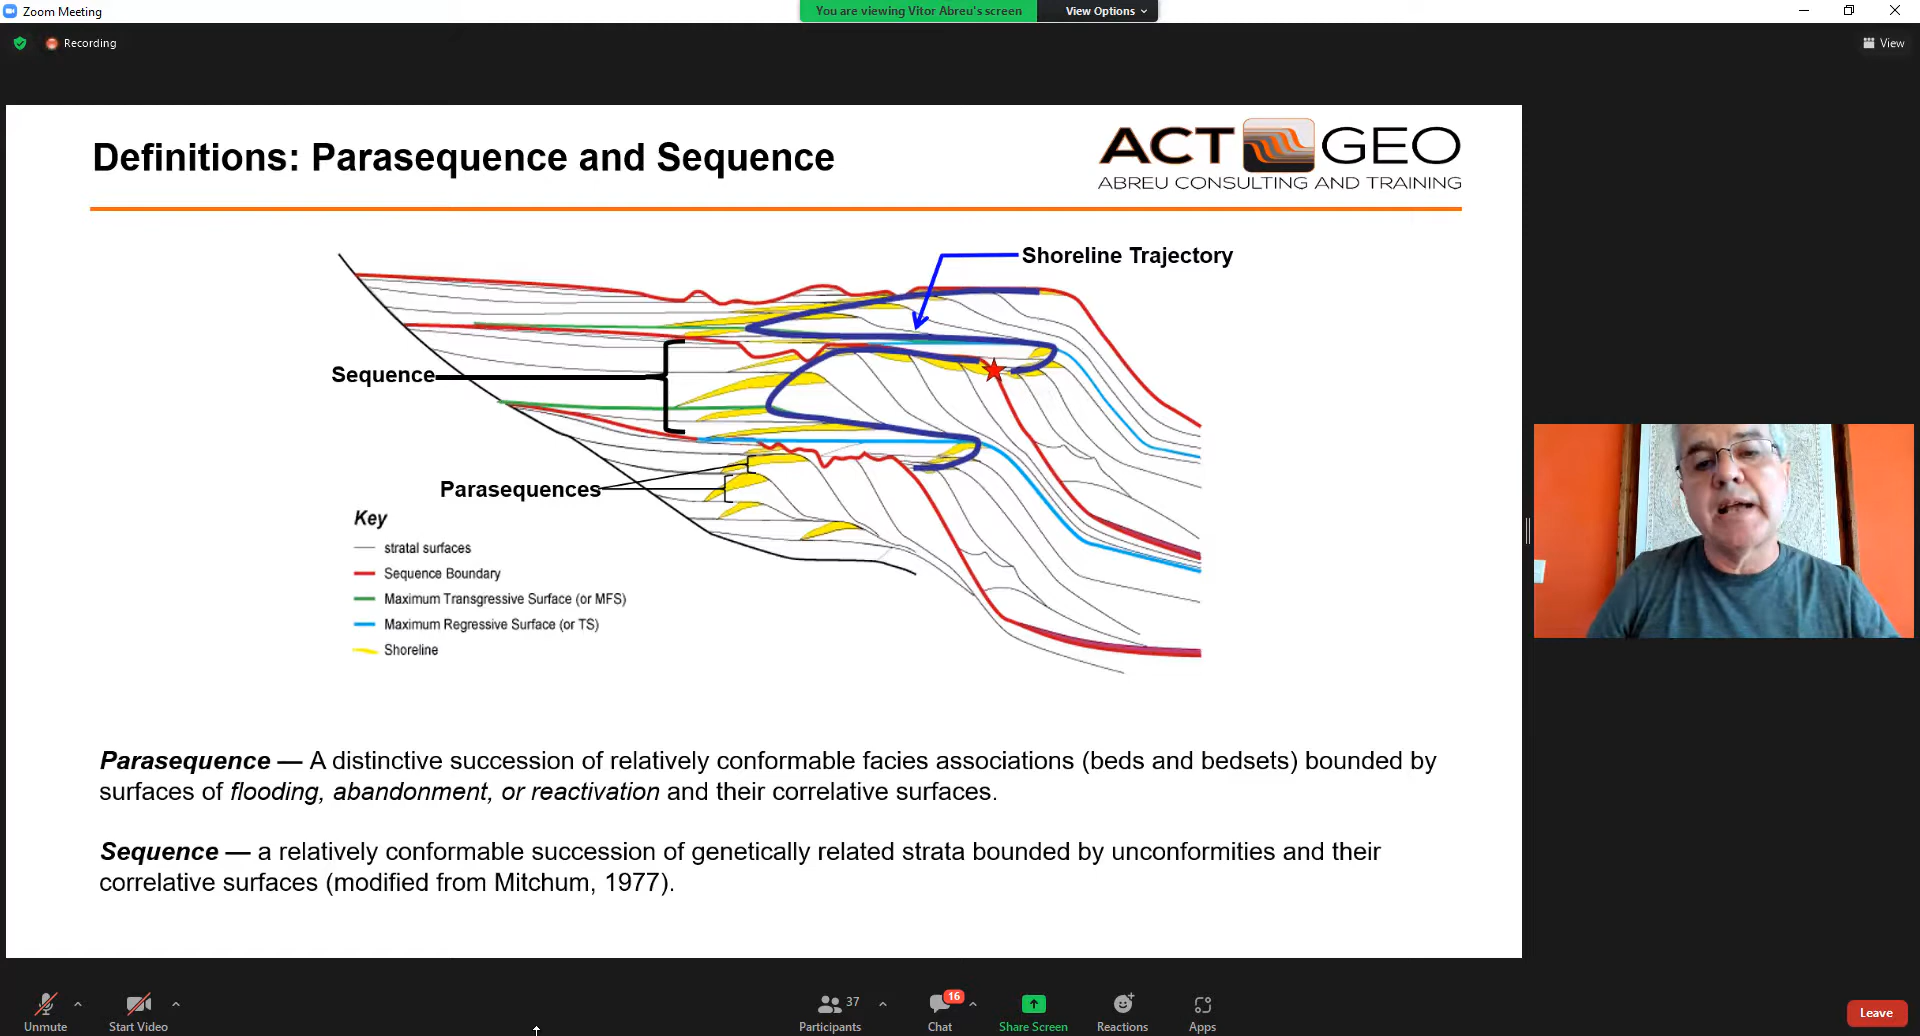 Zoom Meeting
You are viewing Vitor Abreu's screen
View Options
Recording
View
Definitions: Parasequence and Sequence
ACT GEO
ABREU CONSULTING AND TRAINING
Shoreline Trajectory
Sequence
Parasequences
Key
stratal surfaces
Sequence Boundary
Maximum Transgressive Surface (or MFS)
Maximum Regressive Surface (or TS)
Shoreline
Parasequence — A distinctive succession of relatively conformable facies associations (beds and bedsets) bounded by
surfaces of flooding, abandonment, or reactivation and their correlative surfaces.
Sequence — a relatively conformable succession of genetically related strata bounded by unconformities and their
correlative surfaces (modified from Mitchum, 1977).
Unmute
Start Video
37
Participants
16
Chat
Share Screen
Reactions
Apps
Leave